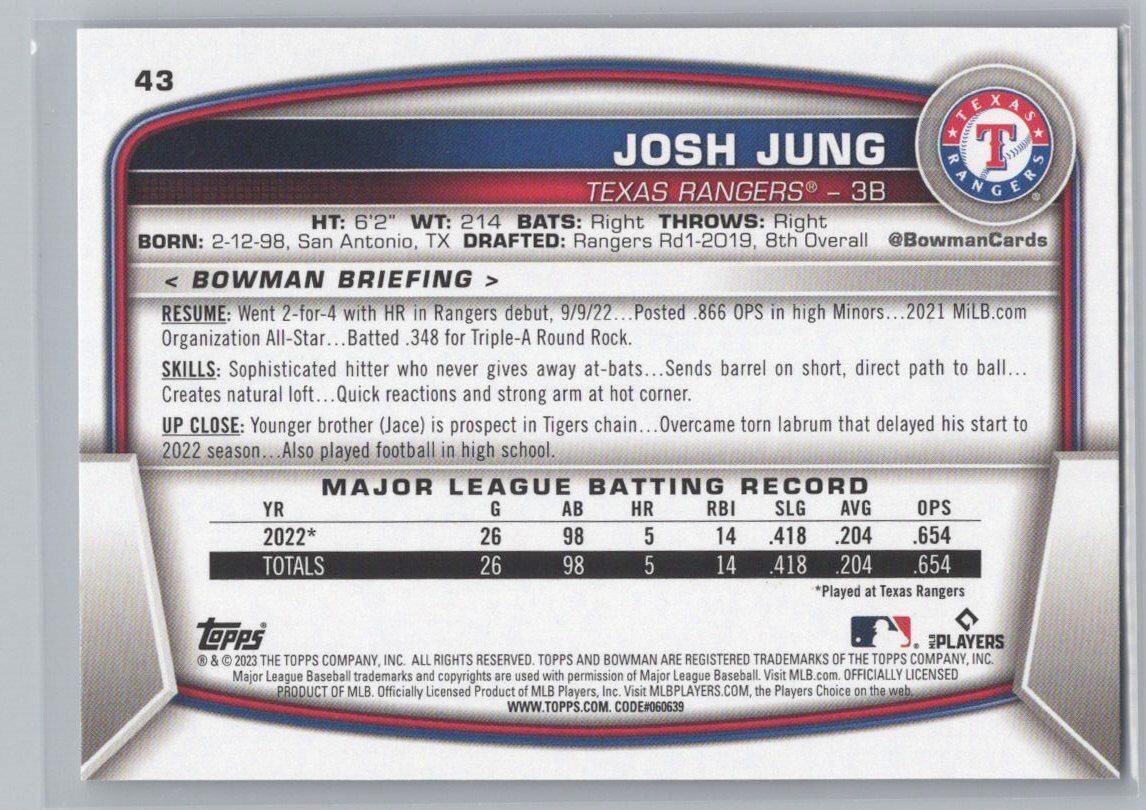 43
TEXAS
T
RANGERS®
JOSH JUNG
TEXAS RANGERS® – 3B
HT: 6'2" WT: 214 BATS: Right THROWS: Right
BORN: 2-12-98, San Antonio, TX DRAFTED: Rangers Rd1-2019, 8th Overall @BowmanCards
< BOWMAN BRIEFING >
RESUME: Went 2-for-4 with HR in Rangers debut, 9/9/22...Posted .866 OPS in high Minors...2021 MiLB.com
Organization All-Star...Batted .348 for Triple-A Round Rock.
SKILLS: Sophisticated hitter who never gives away at-bats...Sends barrel on short, direct path to ball...
Creates natural loft...Quick reactions and strong arm at hot corner.
UP CLOSE: Younger brother (Jace) is prospect in Tigers chain...Overcame torn labrum that delayed his start to
2022 season...Also played football in high school.
MAJOR LEAGUE BATTING RECORD
YR G AB HR RBI SLG AVG OPS
2022* 26 98 5 14 .418 .204 .654
TOTALS 26 98 5 14 .418 .204 .654
*Played at Texas Rangers
Topps®
MLB PLAYERS
® & © 2023 THE TOPPS COMPANY, INC. ALL RIGHTS RESERVED. TOPPS AND BOWMAN ARE REGISTERED TRADEMARKS OF THE TOPPS COMPANY, INC.
Major League Baseball trademarks and copyrights are used with permission of Major League Baseball. Visit MLB.com. OFFICIALLY LICENSED
PRODUCT OF MLB. Officially Licensed Product of MLB Players, Inc. Visit MLBPLAYERS.COM, the Players Choice on the web.
WWW.TOPPS.COM. CODE#060639